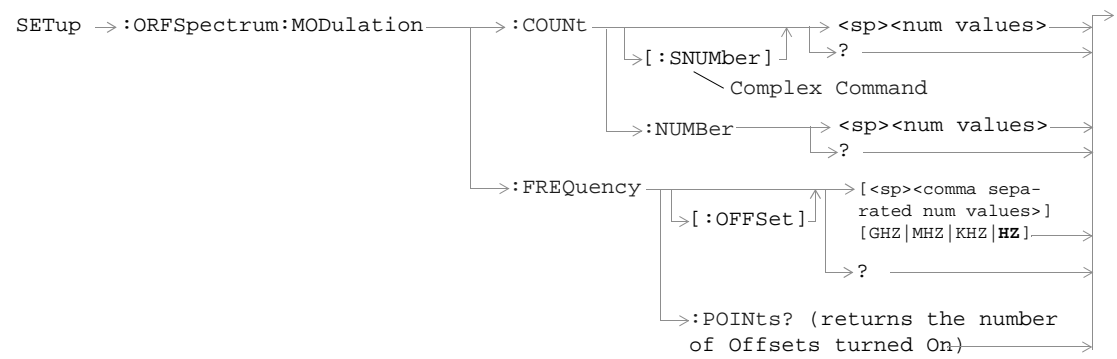 SETup :ORFSpectrum:MODulation :COUNt <sp><num values>
[:SNUMber] ?
Complex Command
:NUMBer <sp><num values>
?
:FREQuency [<sp><comma sepa-
rated num values>]
[:OFFSet]
[GHZ|MHZ|KHZ|HZ]
?
:POINts? (returns the number
of Offsets turned On)